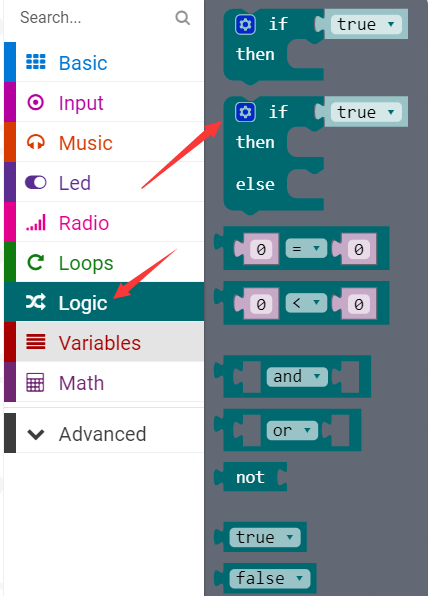 Search...
Basic
Input
Music
Led
Radio
Loops
Logic
Variables
Math
Advanced
if true
then
if true
then
else
0 = 0
0 < 0
and
or
not
true
false